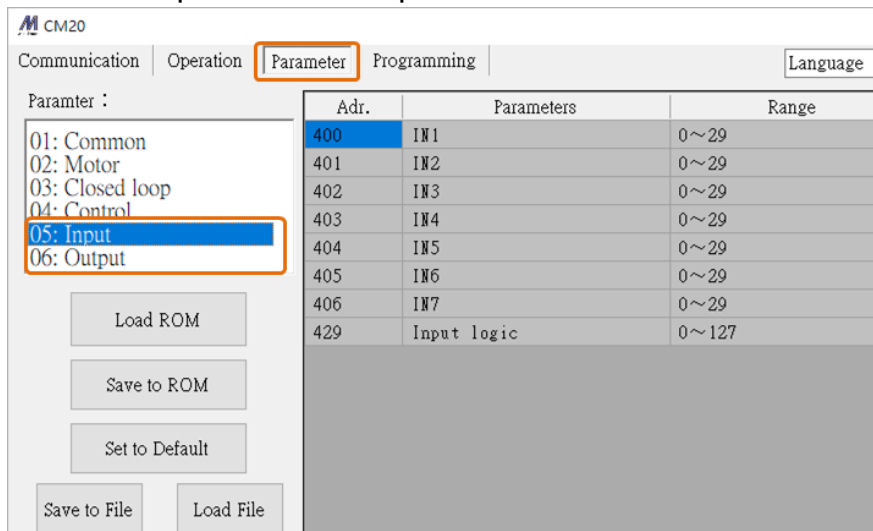 CM20
Communication Operation Parameter Programming Language
Paramter：
01: Common
02: Motor
03: Closed loop
04: Control
05: Input
06: Output
Load ROM
Save to ROM
Set to Default
Save to File Load File
Adr. Parameters Range
400 IN1 0～29
401 IN2 0～29
402 IN3 0～29
403 IN4 0～29
404 IN5 0～29
405 IN6 0～29
406 IN7 0～29
429 Input logic 0～127